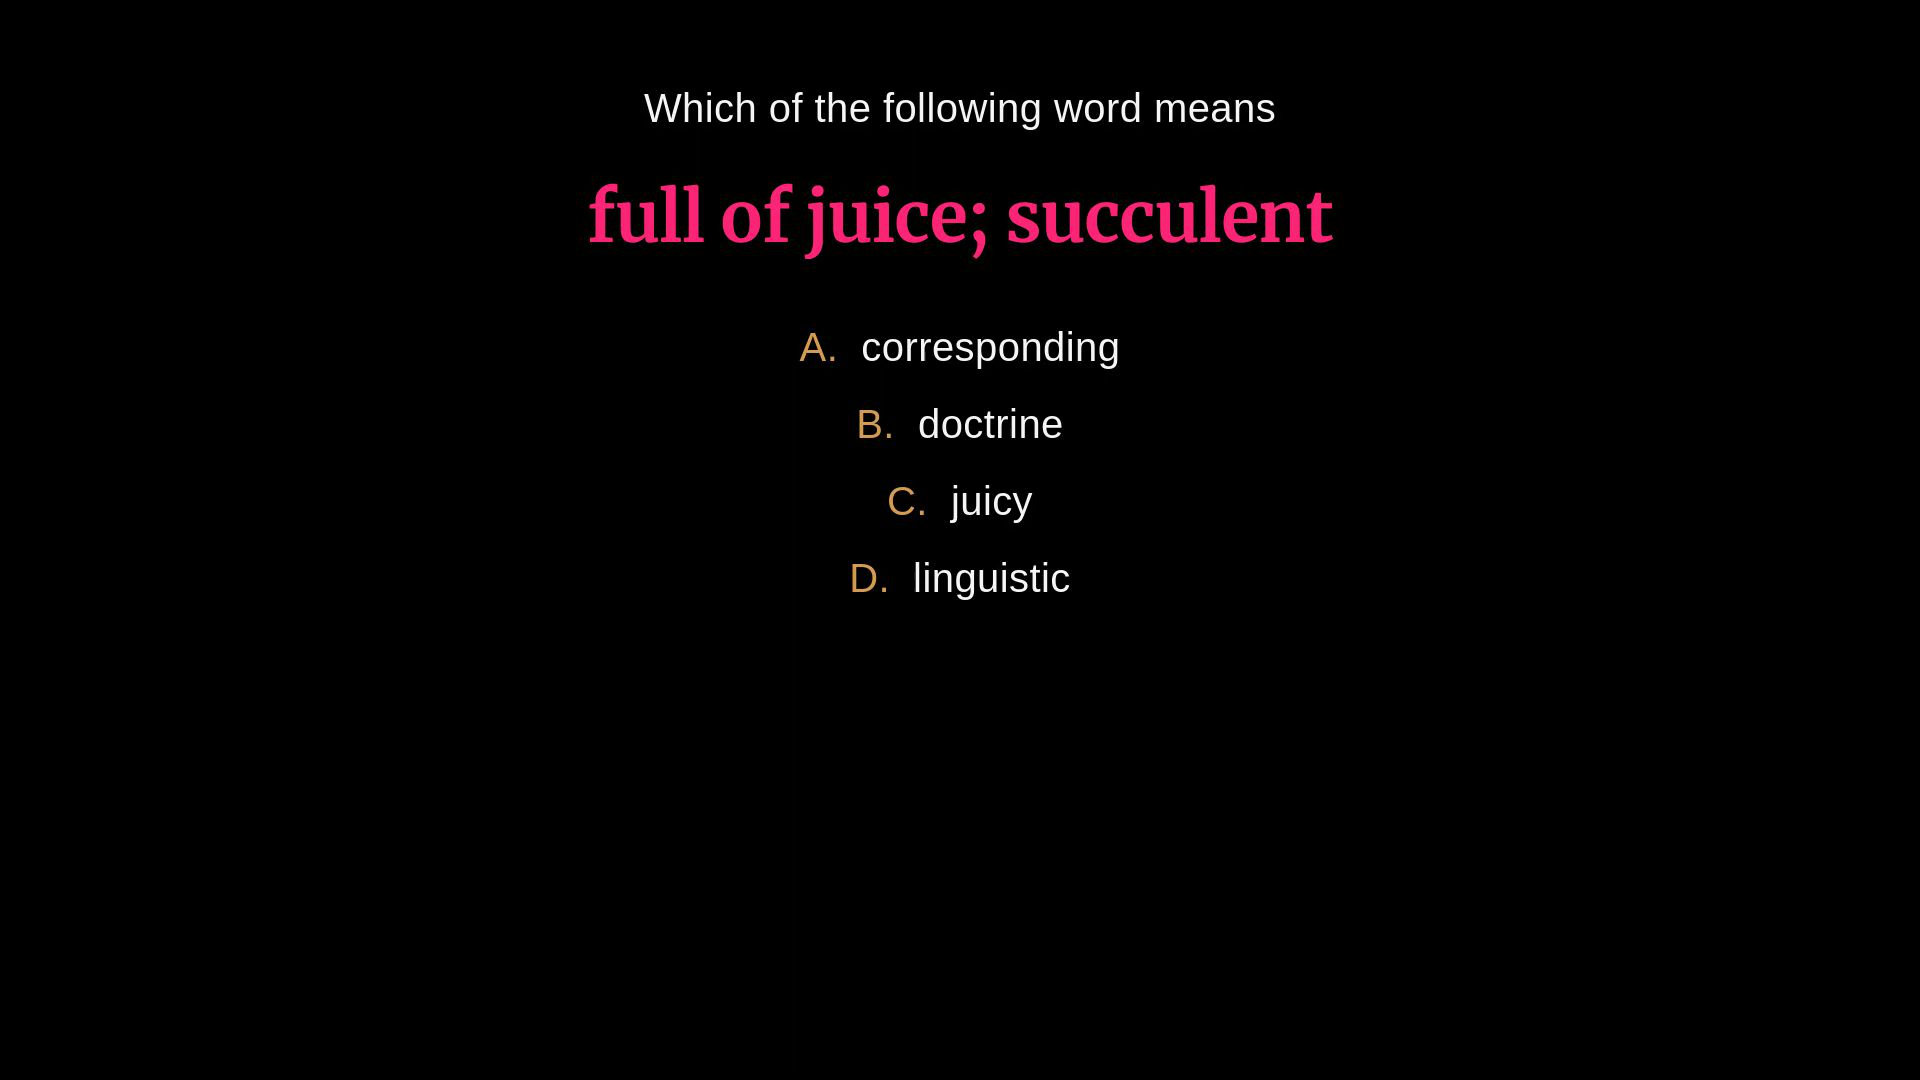 Which of the following word means
full of juice; succulent
A. corresponding
B. doctrine
C. juicy
D. linguistic